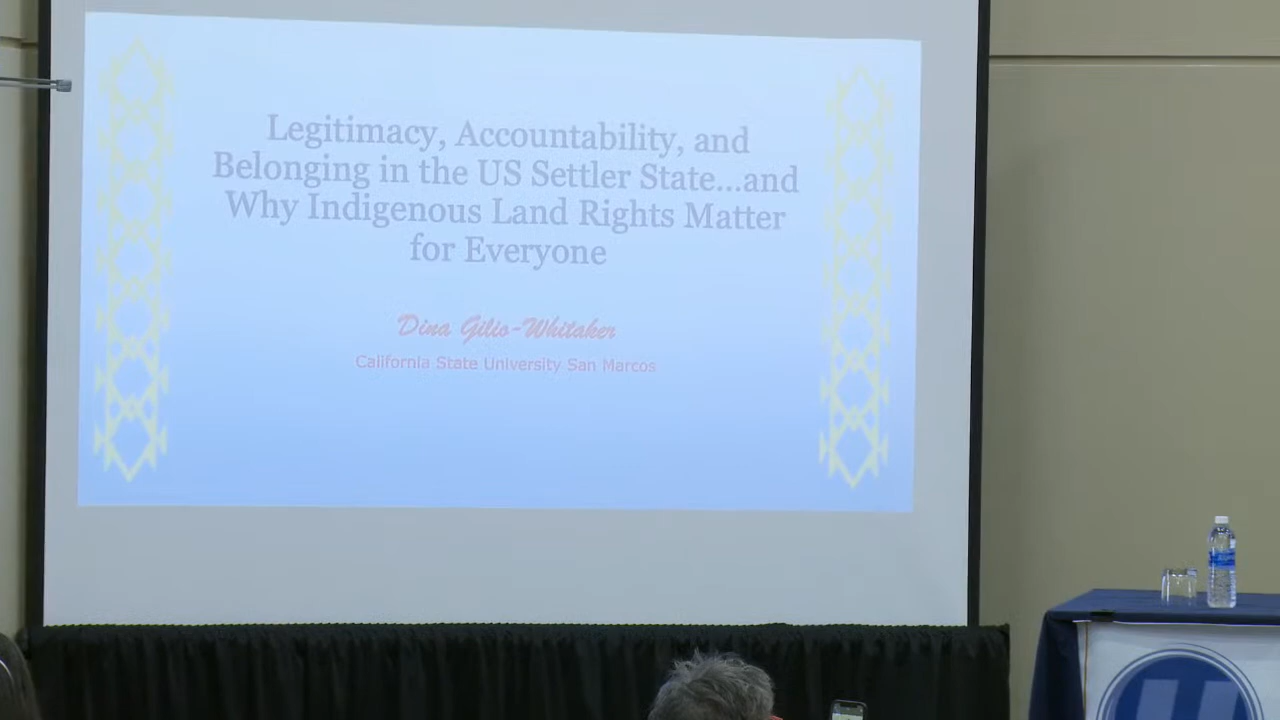 Legitimacy, Accountability, and
Belonging in the US Settler State...and
Why Indigenous Land Rights Matter
for Everyone
Dina Gilio-Whitaker
California State University San Marcos